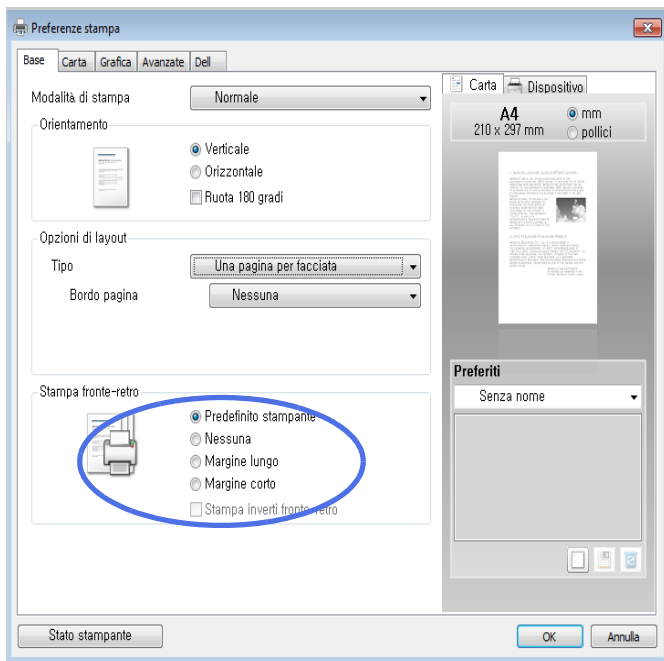 Preferenze stampa
Base Carta Grafica Avanzate Dell
Modalità di stampa Normale
Orientamento
Verticale
Orizzontale
Ruota 180 gradi
Opzioni di layout
Tipo Una pagina per facciata
Bordo pagina Nessuna
Stampa fronte-retro
Predefinito stampante
Nessuna
Margine lungo
Margine corto
Stampa inverti fronte-retro
Carta Dispositivo
A4
210 x 297 mm
mm
pollici
Preferiti
Senza nome
Stato stampante
OK Annulla